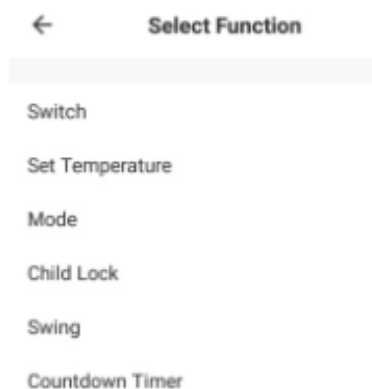 Select Function
Switch
Set Temperature
Mode
Child Lock
Swing
Countdown Timer